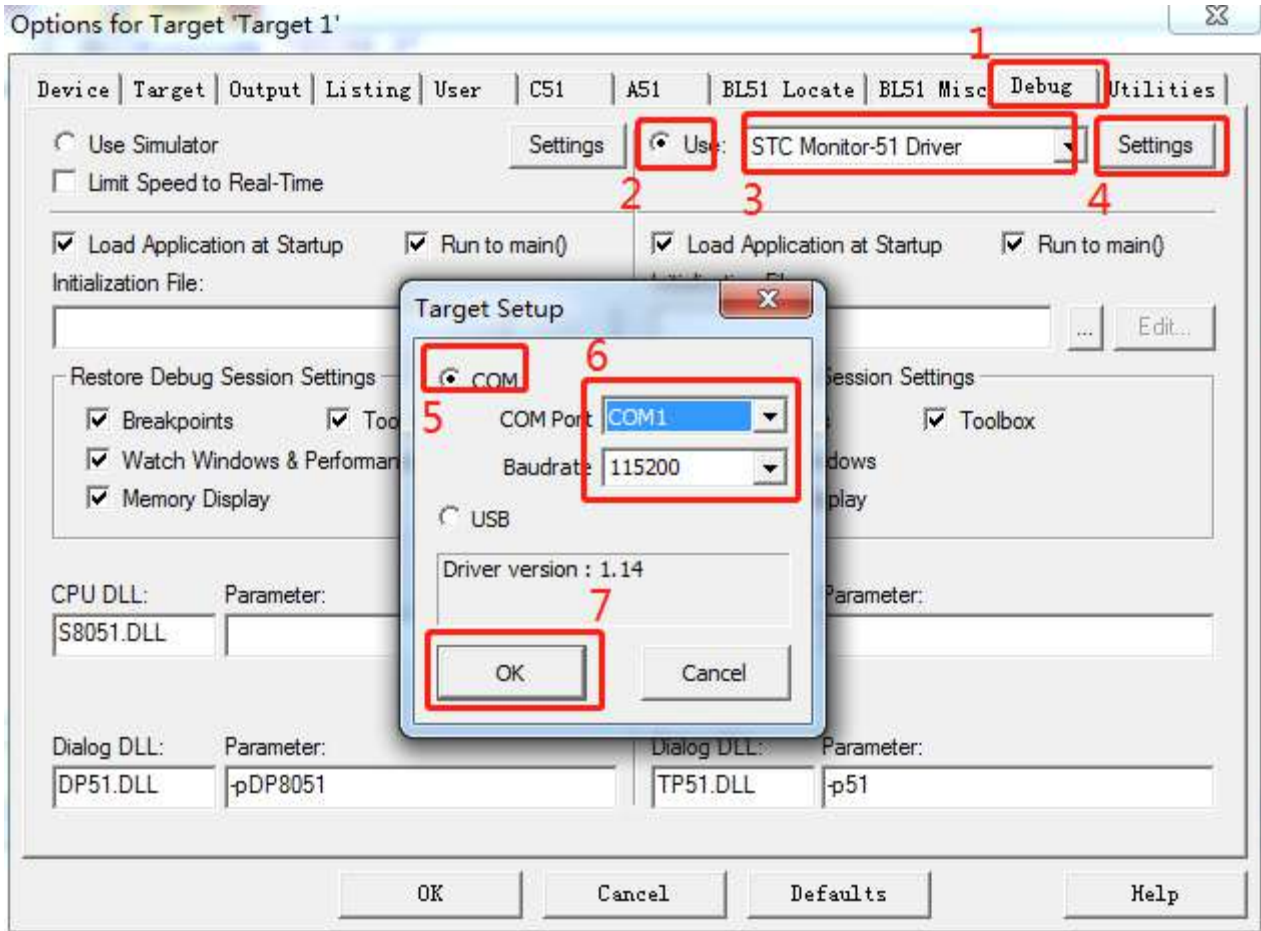 Options for Target 'Target 1'
1
Device Target Output Listing User C51 A51 BL51 Locate BL51 Misc Debug Utilities
Use Simulator Settings Use: STC Monitor-51 Driver Settings
Limit Speed to Real-Time
2 3 4
Load Application at Startup Run to main() Load Application at Startup Run to main()
Initialization File:
Target Setup
... Edit...
6
Restore Debug Session Settings COM Session Settings
5
Breakpoints COM Port COM1 Toolbox
Watch Windows & Baudrate 115200
Memory Display
USB
Driver version : 1.14
CPU DLL: Parameter: Parameter:
7
S8051.DLL
OK Cancel
Dialog DLL: Parameter: Dialog DLL: Parameter:
DP51.DLL -pDP8051 TP51.DLL -p51
OK Cancel Defaults Help